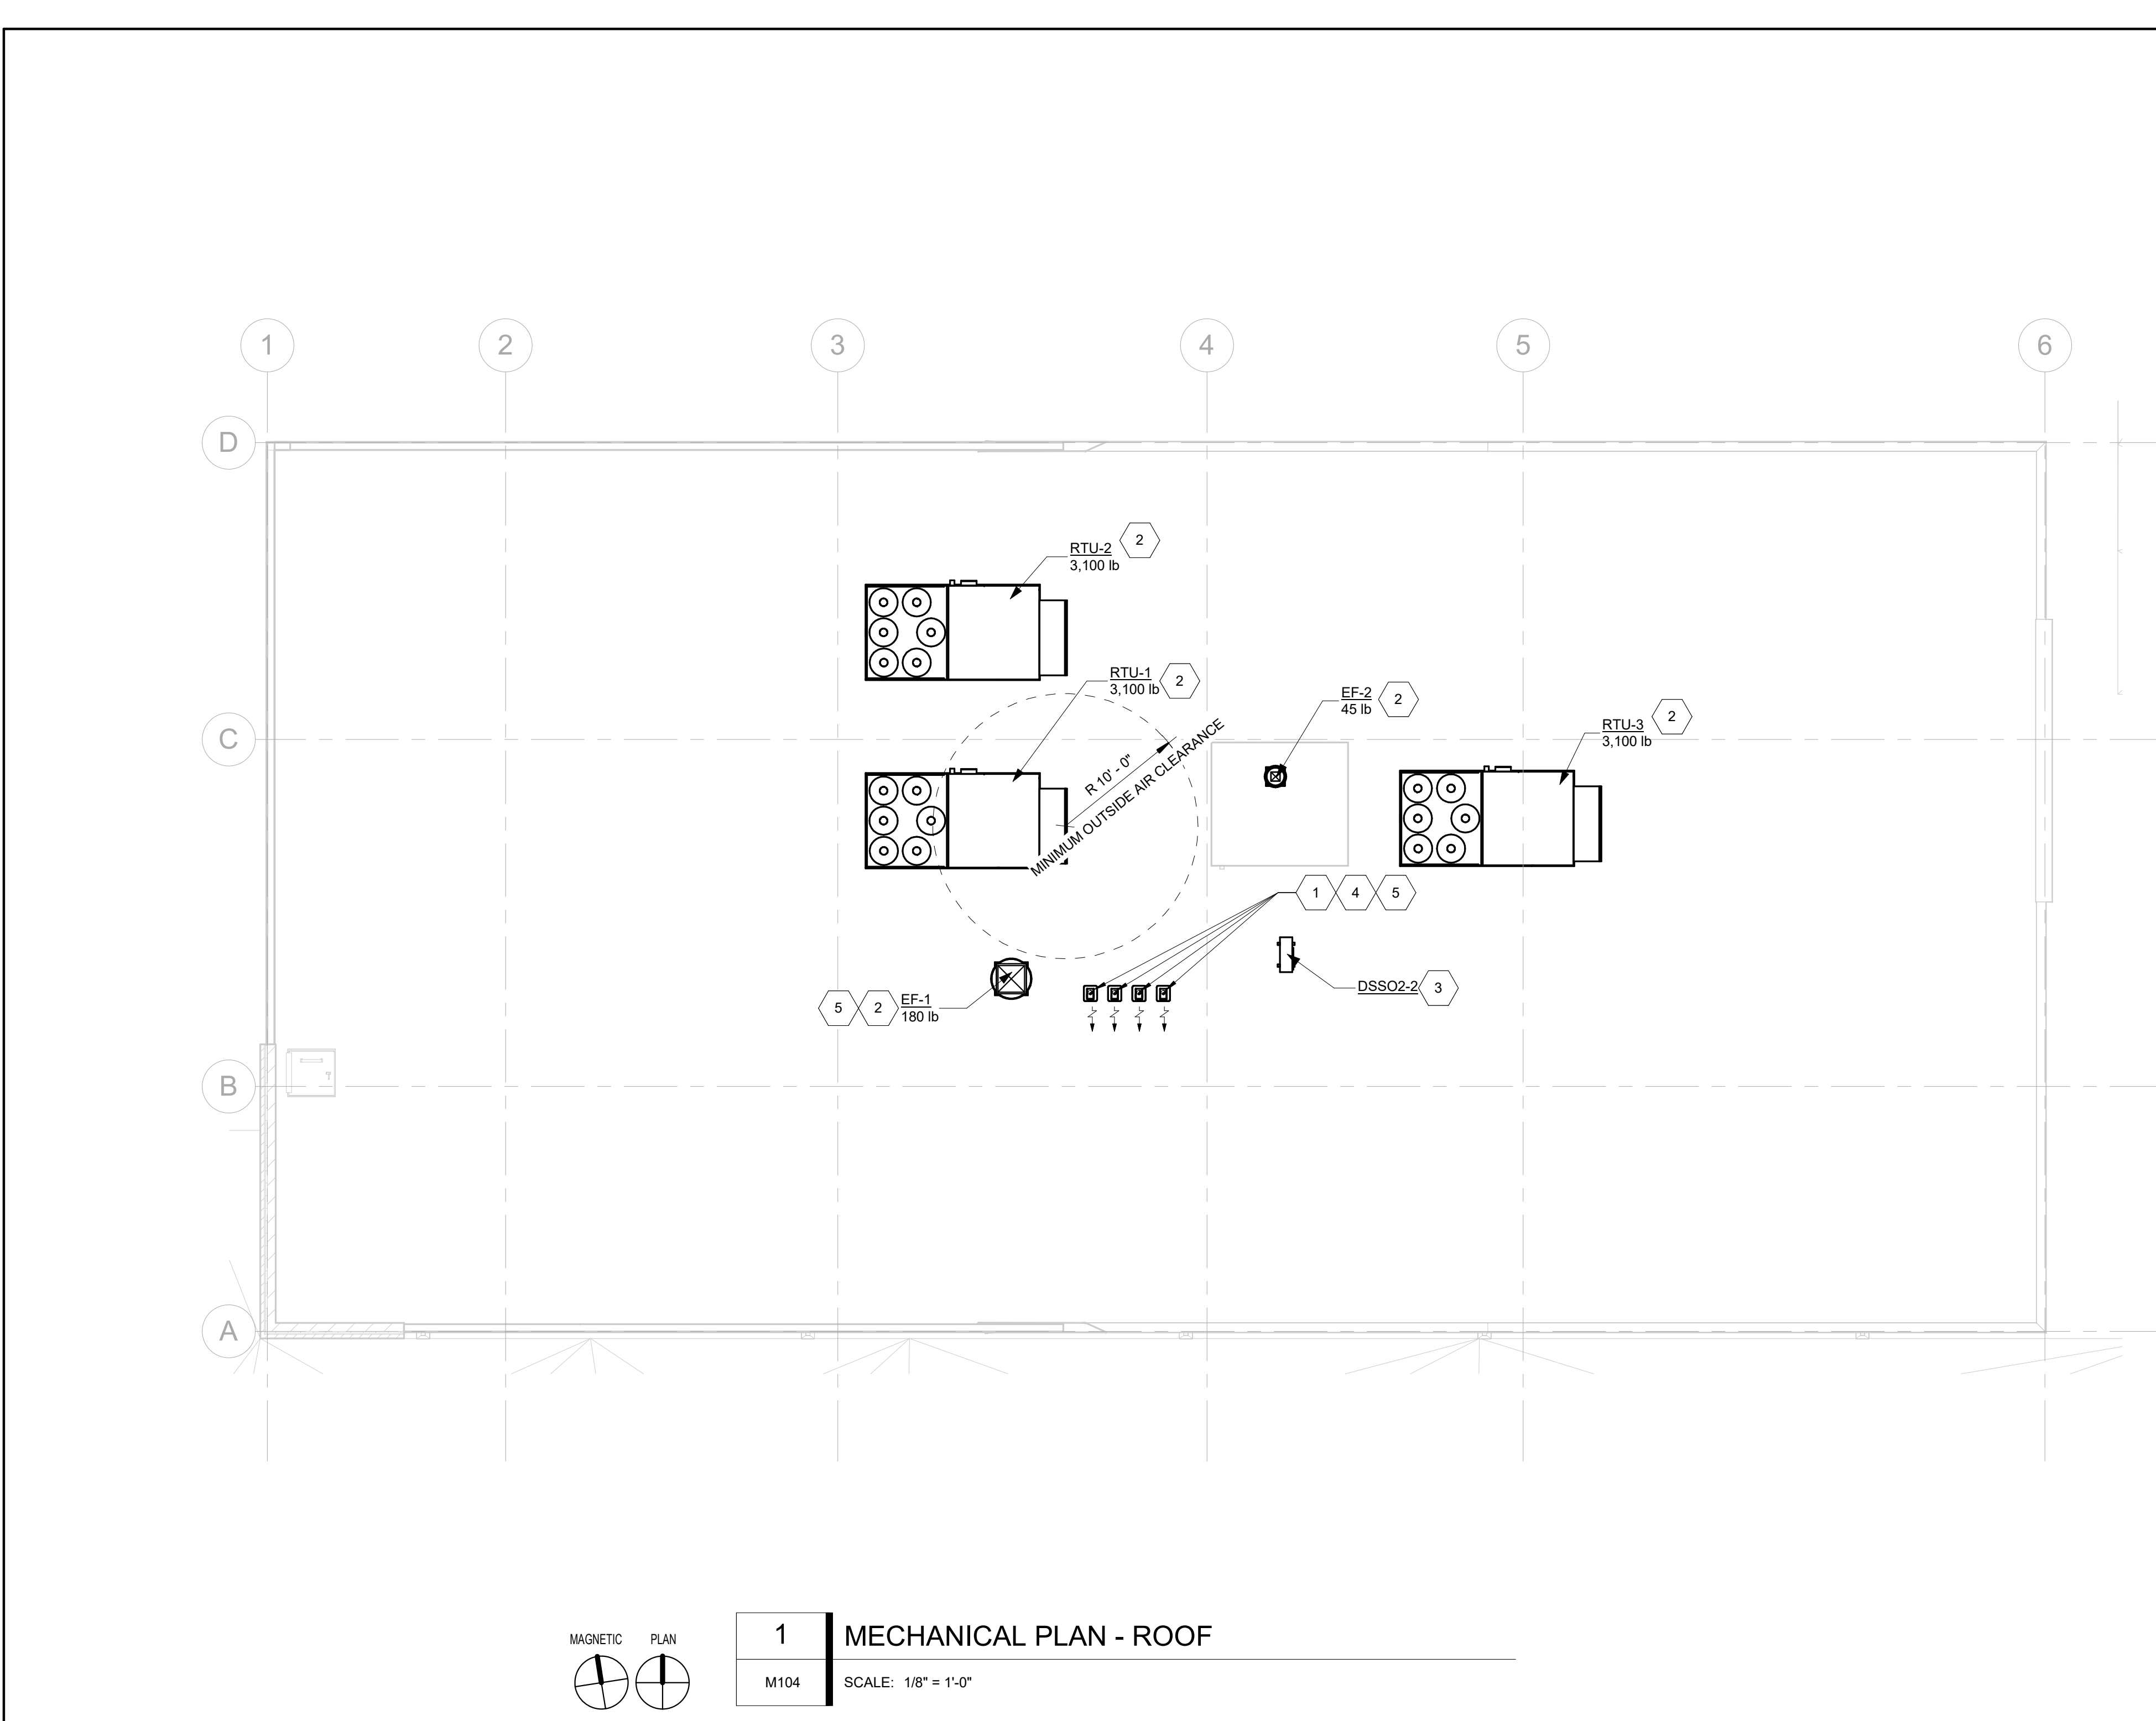 1
2
3
4
5
6
D
C
B
A
RTU-2
3,100 lb
2
RTU-1
3,100 lb
2
EF-2
45 lb
2
RTU-3
3,100 lb
2
R 10' - 0"
MINIMUM OUTSIDE AIR CLEARANCE
1
4
5
5
2
EF-1
180 lb
DSSO2-2
3
MAGNETIC
PLAN
1
MECHANICAL PLAN - ROOF
M104
SCALE: 1/8" = 1'-0"